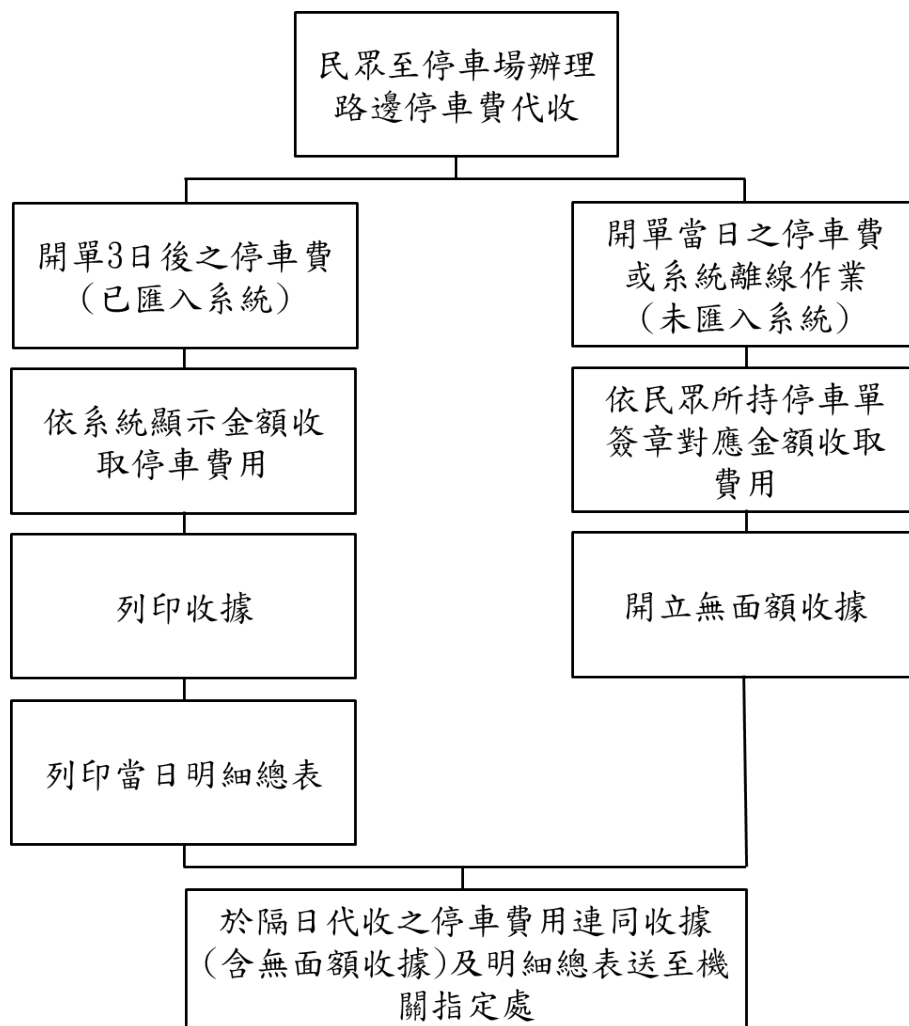 民眾至停車場辦理
路邊停車費代收
開單3日後之停車費
(已匯入系統)
依系統顯示金額收
取停車費用
列印收據
列印當日明細總表
開單當日之停車費
或系統離線作業
(未匯入系統)
依民眾所持停車單
簽章對應金額收取
費用
開立無面額收據
於隔日代收之停車費用連同收據
(含無面額收據)及明細總表送至機
關指定處